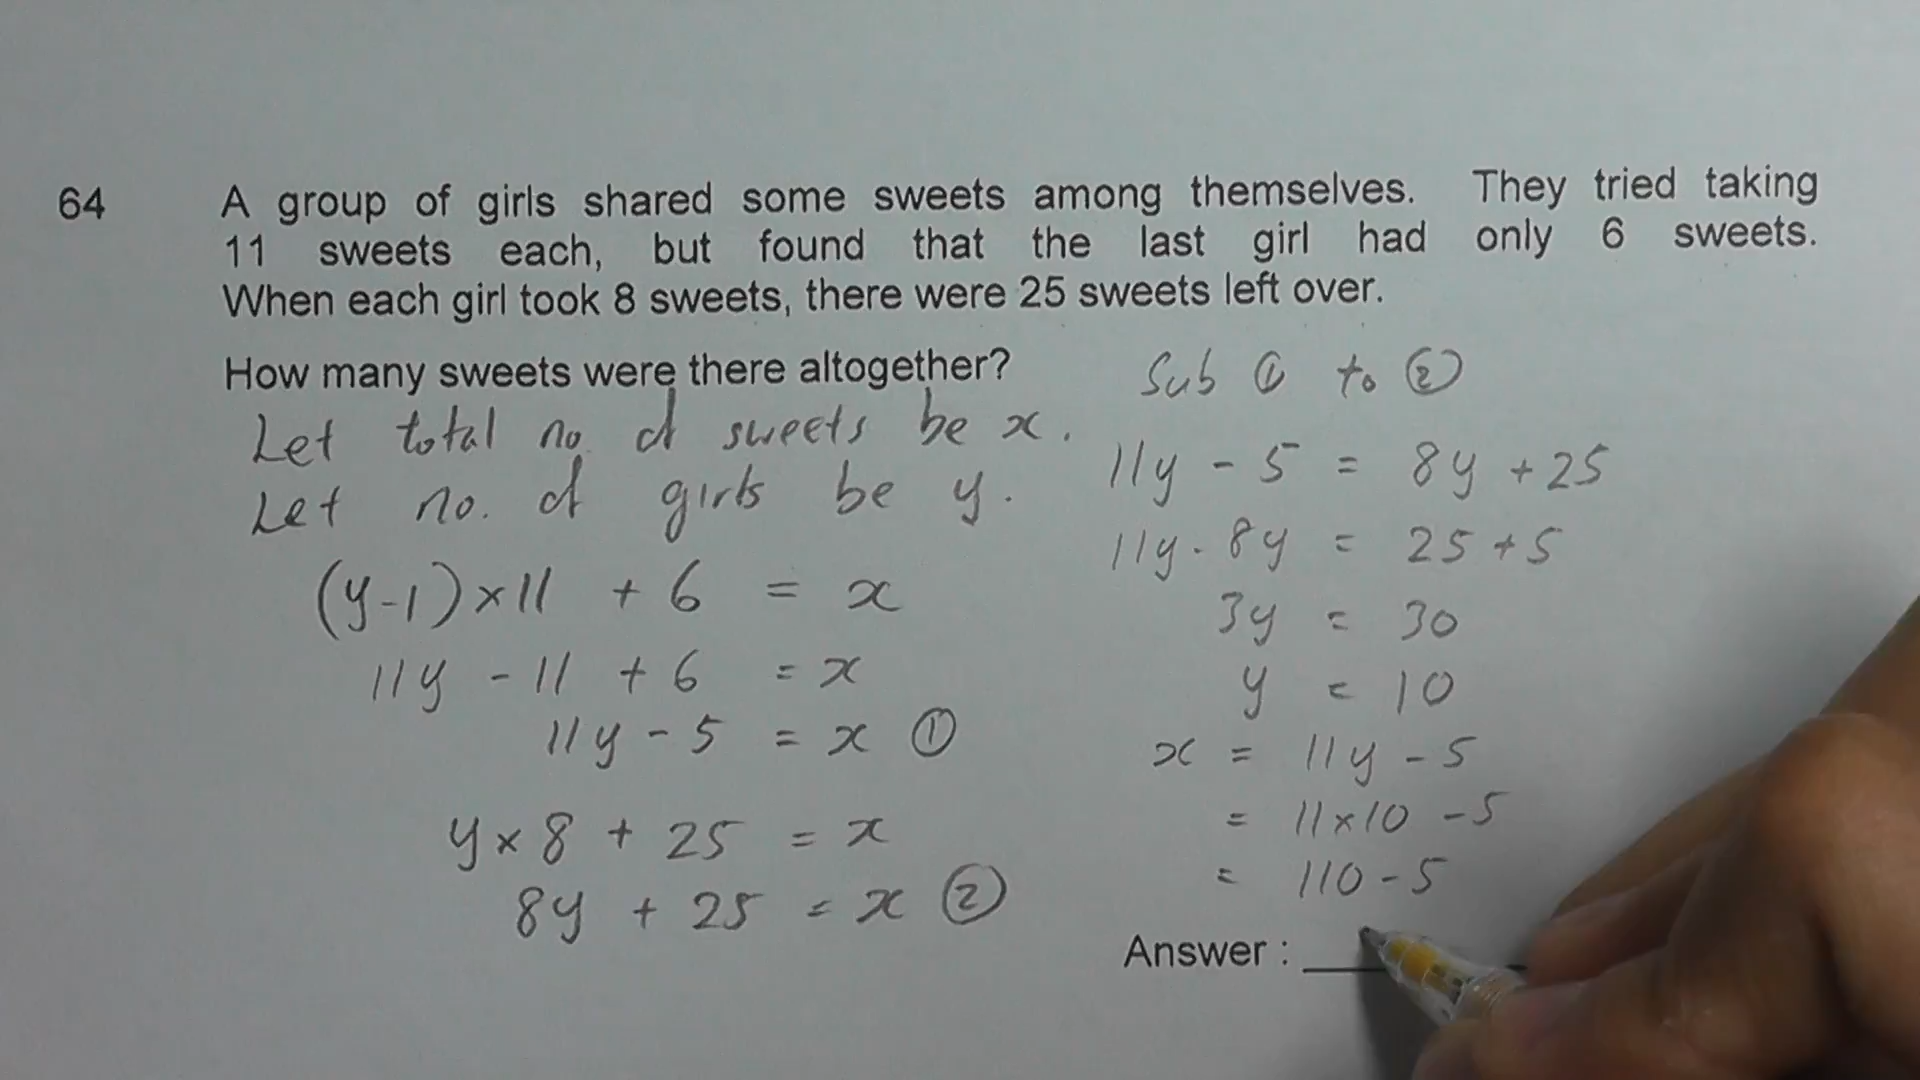 64 A group of girls shared some sweets among themselves. They tried taking
11 sweets each, but found that the last girl had only 6 sweets.
When each girl took 8 sweets, there were 25 sweets left over.
How many sweets were there altogether?
Let total no. of sweets be x.
Let no. of girls be y.
(y-1)×11 + 6 = x
11y - 11 + 6 = x
11y - 5 = x ①
y × 8 + 25 = x
8y + 25 = x ②
Sub ① to ②
11y - 5 = 8y + 25
11y - 8y = 25 + 5
3y = 30
y = 10
x = 11y - 5
= 11×10 - 5
= 110 - 5
Answer :